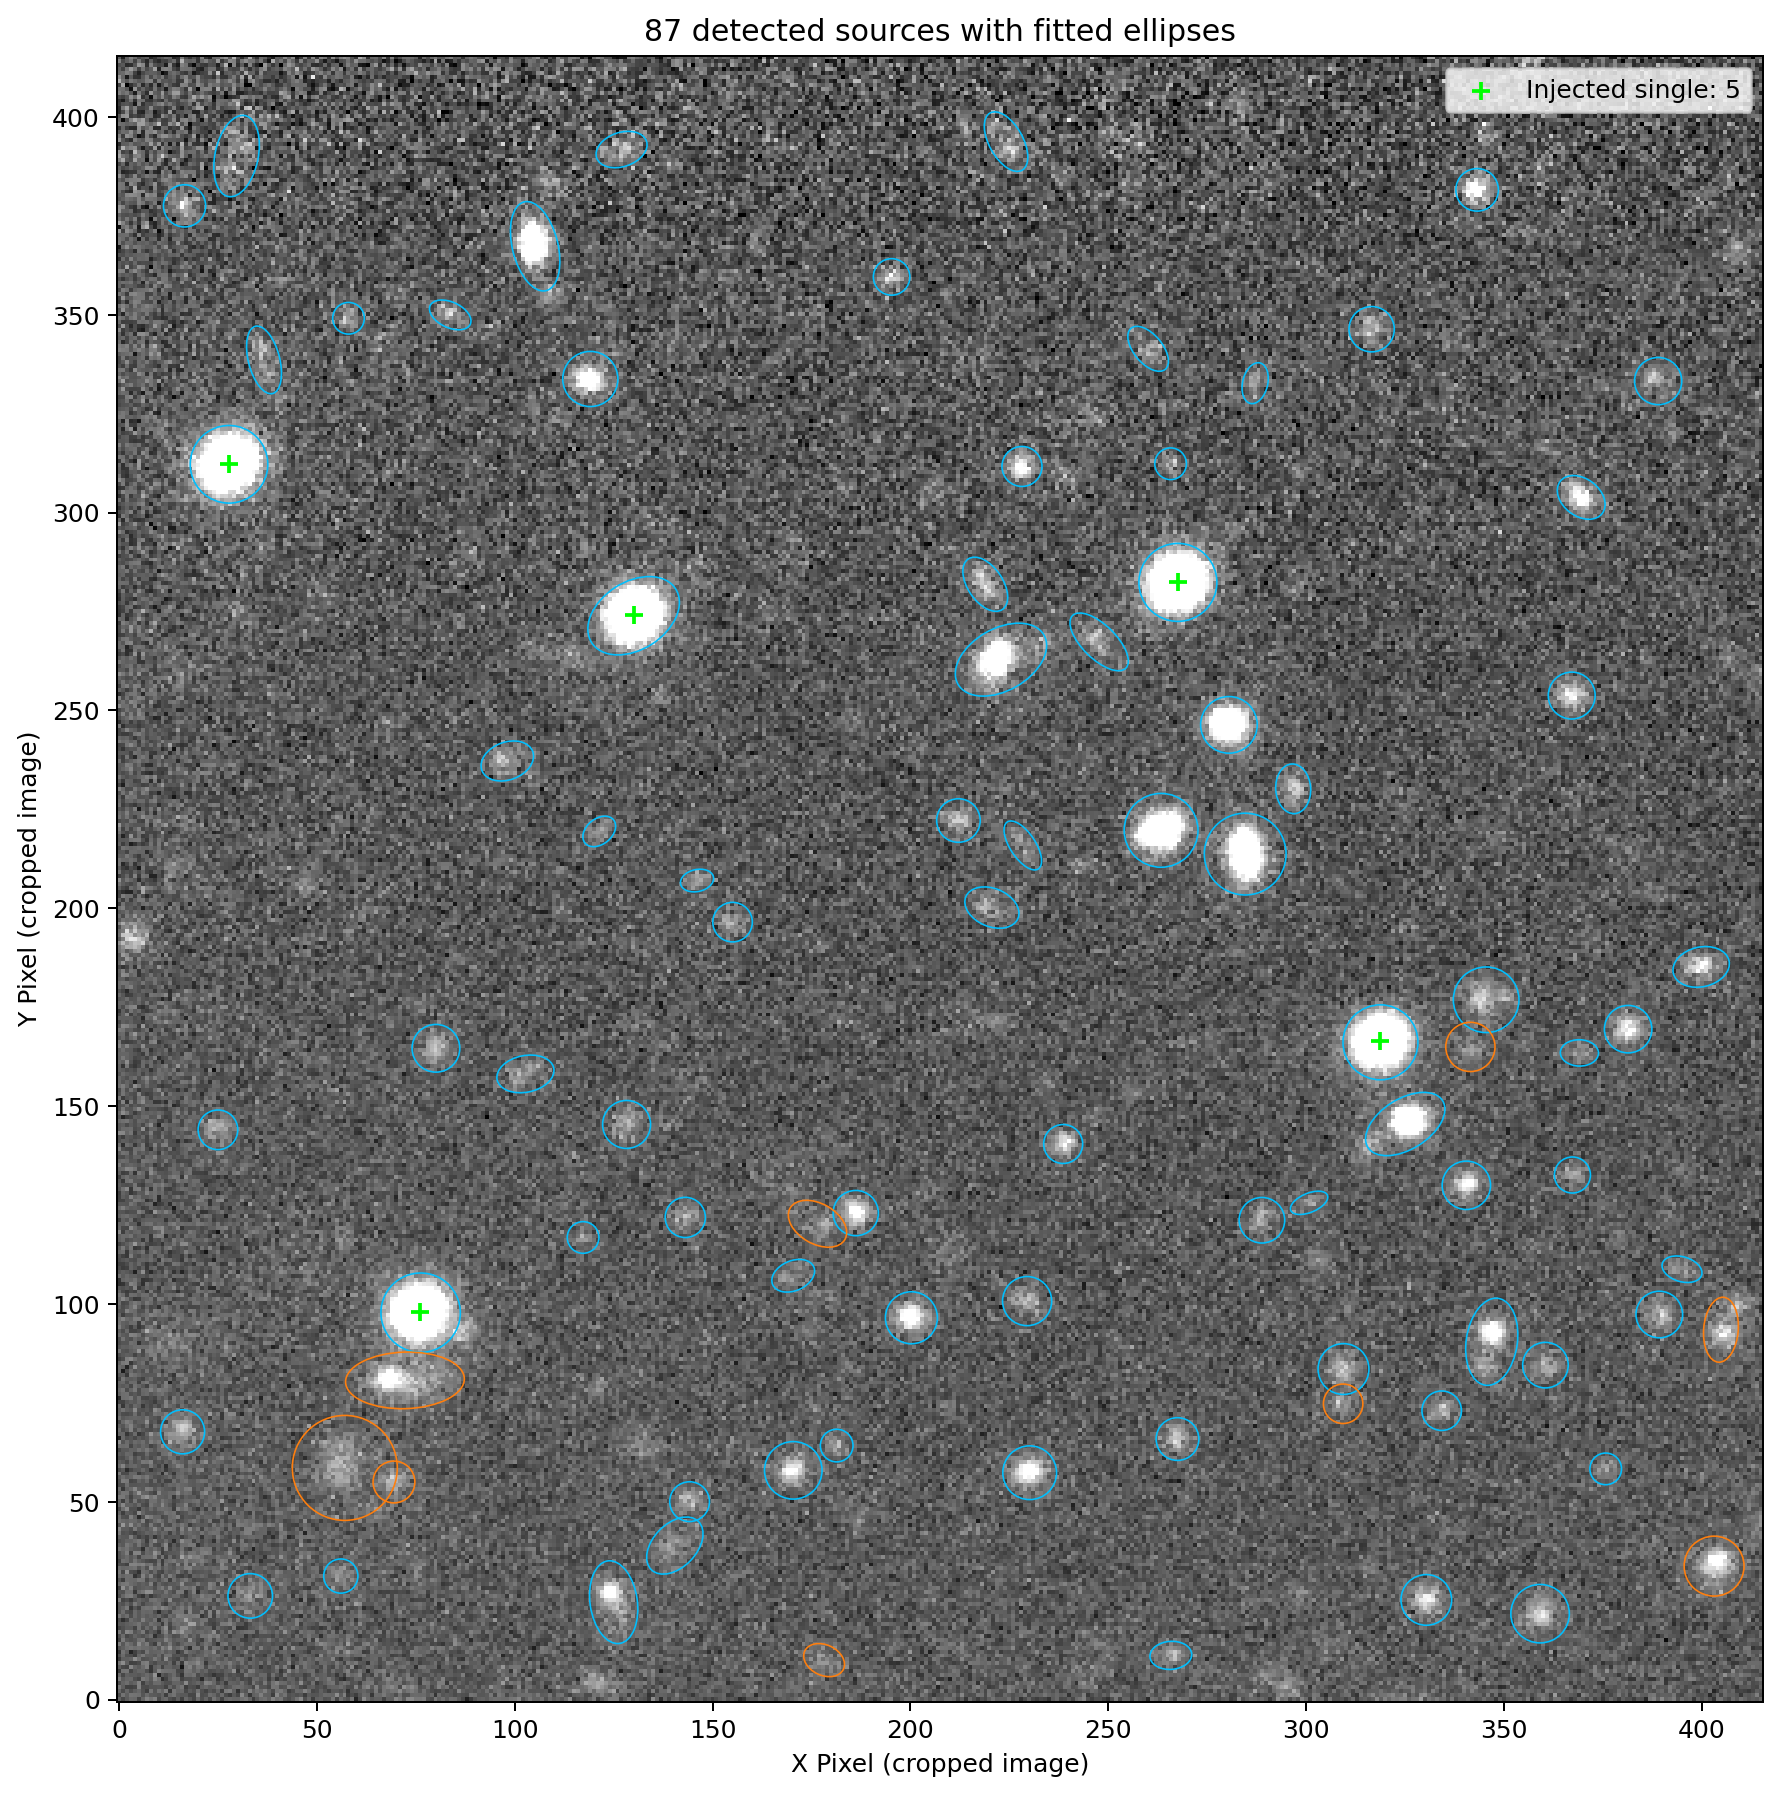 87 detected sources with fitted ellipses
Injected single: 5
400
350
300
250
200
150
100
50
0
Y Pixel (cropped image)
0 50 100 150 200 250 300 350 400
X Pixel (cropped image)